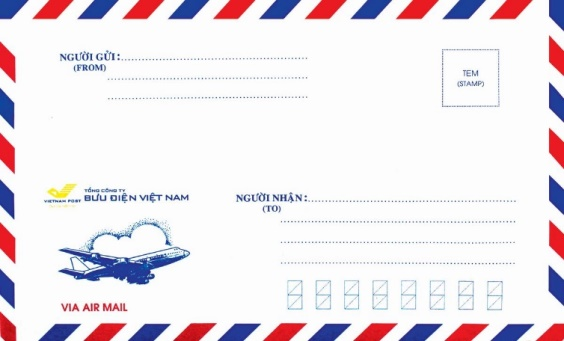 NGƯỜI GỬI:
(FROM)
TEM
(STAMP)
VIETNAM POST
TỔNG CÔNG TY
BƯU ĐIỆN VIỆT NAM
NGƯỜI NHẬN:
(TO)
VIA AIR MAIL